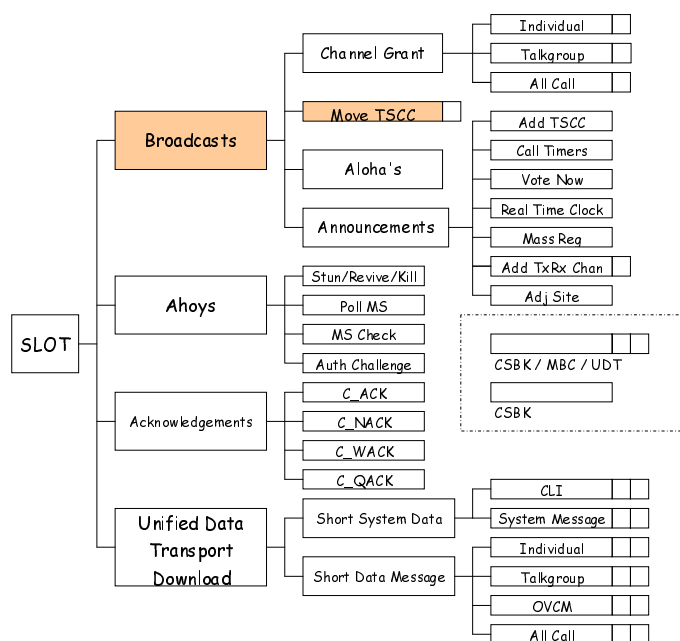 SLOT
Broadcasts
Channel Grant
Individual
Talkgroup
All Call
Move TSCC
Aloha's
Announcements
Add TSCC
Call Timers
Vote Now
Real Time Clock
Mass Reg
Add TxRx Chan
Adj Site
Ahoys
Stun/Revive/Kill
Poll MS
MS Check
Auth Challenge
CSBK / MBC / UDT
CSBK
Acknowledgements
C_ACK
C_NACK
C_WACK
C_QACK
Unified Data
Transport
Download
Short System Data
CLI
System Message
Short Data Message
Individual
Talkgroup
OVCM
All Call